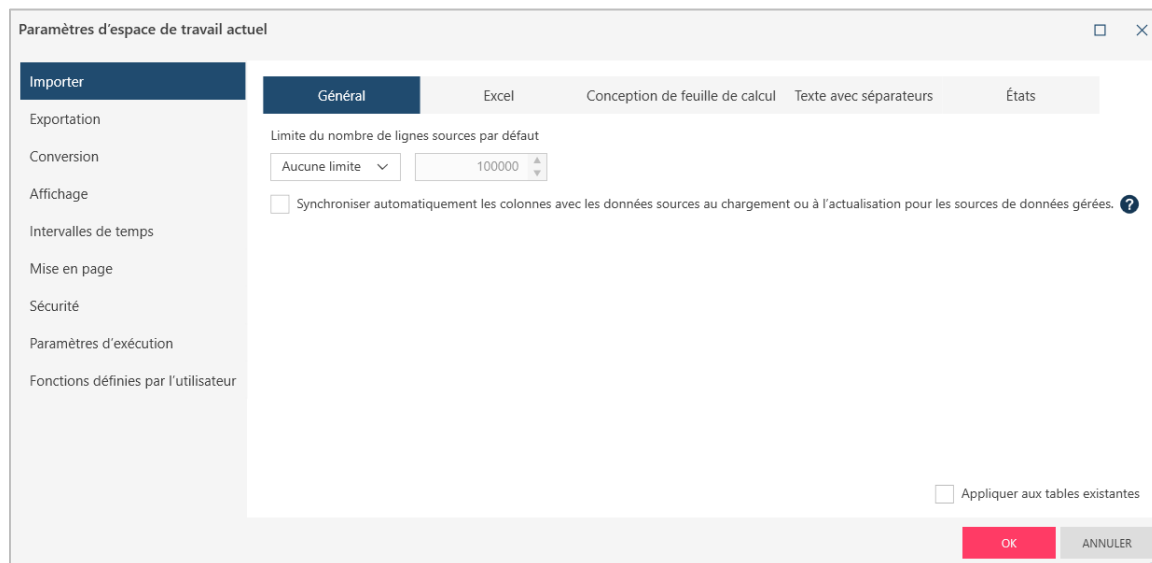 Paramètres d’espace de travail actuel
Importer
Exportation
Conversion
Affichage
Intervalles de temps
Mise en page
Sécurité
Paramètres d’exécution
Fonctions définies par l’utilisateur
Général Excel Conception de feuille de calcul Texte avec séparateurs États
Limite du nombre de lignes sources par défaut
Aucune limite 100000
Synchroniser automatiquement les colonnes avec les données sources au chargement ou à l’actualisation pour les sources de données gérées. ?
Appliquer aux tables existantes
OK ANNULER